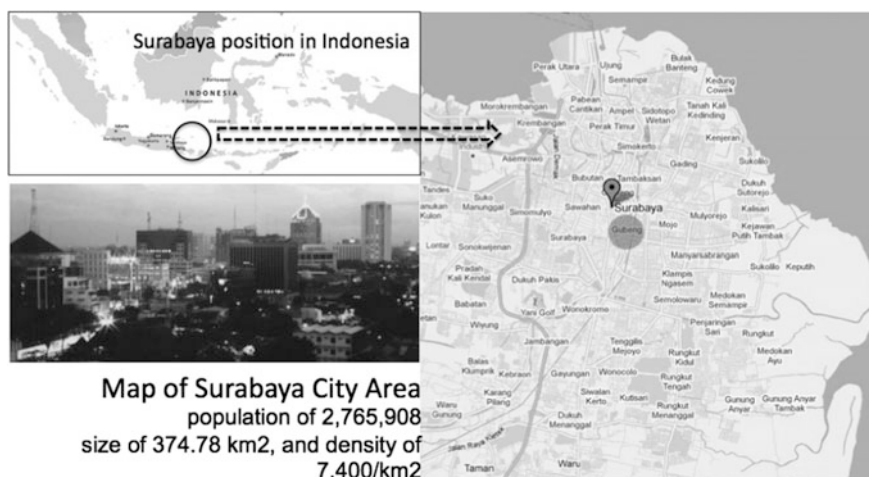 Surabaya position in Indonesia
INDONESIA
Map of Surabaya City Area
population of 2,765,908
size of 374.78 km2, and density of
7.400/km2
Ujung
Perak Utara
Bulak
Banteng
Semampir
Kedung
Cowek
Morokrembangan
Pabean
Cantikan
Ampel
Sidotopo
Wetan
Tanah Kali
Kedinding
Krembangan
Perak Timur
Kenjeran
Simokerto
Asemrowo
Gading
Sukolilo
Bubutan
Tambaksari
Tandes
Suko
Manunggal
Dukuh
Sutorejo
Simomulyo
Sawahan
Surabaya
Mulyorejo
Kalisari
Mojo
Kejawan
Putih Tambak
Gubeng
Lontar
Sonokwijenan
Surabaya
Manyarsabrangan
Pradah
Kali Kendal
Sukolilo
Keputih
Dukuh Pakis
Klampis
Ngasem
Babatan
Yani Golf
Wonokromo
Semolowaru
Medokan
Semampir
Wiyung
Jambangan
Tenggilis
Mejoyo
Penjaringan
Sari
Rungkut
Rungkut
Kidul
Medokan
Ayu
Balas
Klumprik
Kebraon
Gayungan
Wonocolo
Rungkut
Tengah
Karang
Pilang
Siwalan
Kerto
Kutisari
Gunung
Anyar
Gunung Anyar
Tambak
Waru
Gunung
Dukuh
Menanggal
Rungkut
Menanggal
Taman
Waru